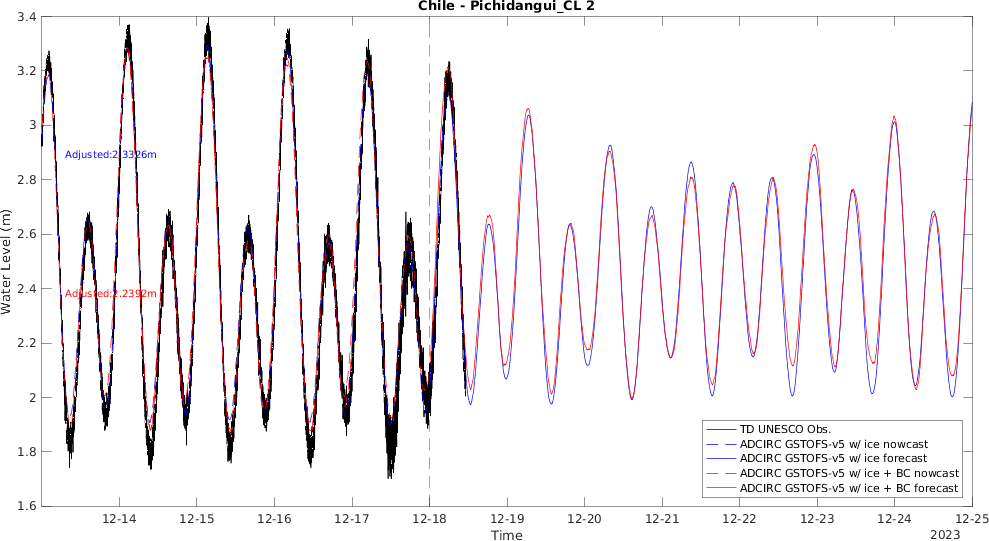 Chile - Pichidangui_CL 2
Water Level (m)
3.4
3.2
3
2.8
2.6
2.4
2.2
2
1.8
1.6
Adjusted:2.3326m
Adjusted:2.2392m
TD UNESCO Obs.
ADCIRC GSTOFS-v5 w/ ice nowcast
ADCIRC GSTOFS-v5 w/ ice forecast
ADCIRC GSTOFS-v5 w/ ice + BC nowcast
ADCIRC GSTOFS-v5 w/ ice + BC forecast
12-14 12-15 12-16 12-17 12-18 12-19 12-20 12-21 12-22 12-23 12-24 12-25
Time
2023